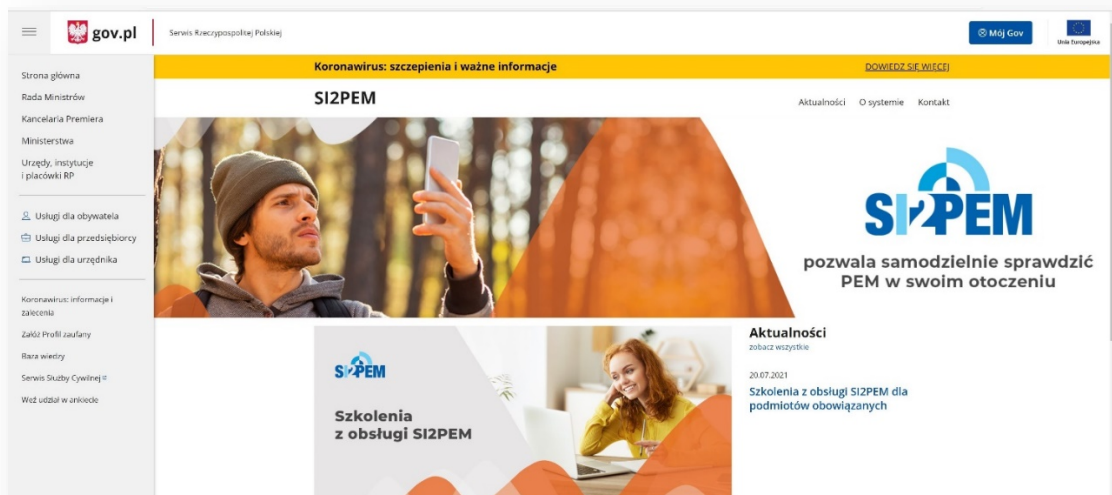 gov.pl
Serwis Rzeczypospolitej Polskiej
Mój Gov
Unia Europejska
Strona główna
Rada Ministrów
Kancelaria Premiera
Ministerstwa
Urzędy, instytucje
i placówki RP
Usługi dla obywatela
Usługi dla przedsiębiorcy
Usługi dla urzędnika
Koronawirus: informacje i
zalecenia
Załóż Profil zaufany
Baza wiedzy
Serwis Służby Cywilnej
Weź udział w ankiecie
Koronawirus: szczepienia i ważne informacje
DOWIEDZ SIĘ WIĘCEJ
SI2PEM
Aktualności O systemie Kontakt
SI2PEM
pozwala samodzielnie sprawdzić
PEM w swoim otoczeniu
SI2PEM
Szkolenia
z obsługi SI2PEM
Aktualności
zobacz wszystkie
20.07.2021
Szkolenia z obsługi SI2PEM dla
podmiotów obowiązanych